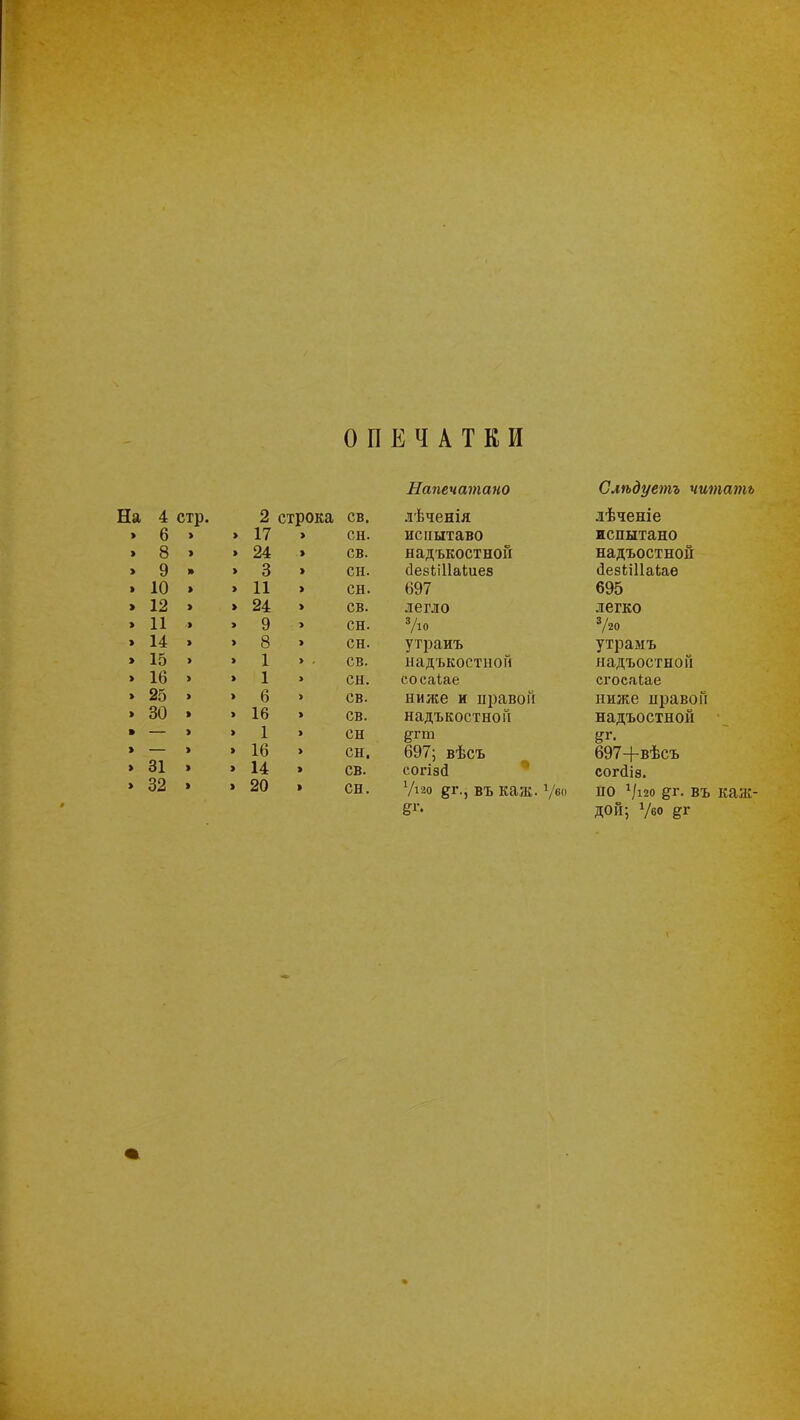 ОПЕЧАТКИ
Напечатано Слѣдуетъ читать
На 4 стр. 2 строка св. лѣченія лѣченіе
» 6 » » 17 » сн. испытаво испытано
» 8 » » 24 » св. надъкостной надъостной
» 9 » » 3 » сн. destillatues destillatae
» 10 » » 11 » сн. 697 695
» 12 » » 24 » св. легло легко
» 11 » » 9 » сн. 3/10 3/20
» 14 » » 8 » сн. утраиъ утрамъ
» 15 » » 1 » св. надъкостной надъостной
» 16 » » 1 » сн. cocatae crocatae
» 25 » » 6 » св. ниже и правой ниже правой
» 30 » » 16 » св. надъкостной надъостной
» — » » 1 » сн grm gr.
» — » » 16 » сн. 697; вѣсъ 697+вѣсъ
» 31 » » 14 » св. corisd cordis.
» 32 » » 20 » сн. 1/120 gr., въ каж. 1/60 по 1/120 gr. въ каж-
gr. дой; 1/60 gr